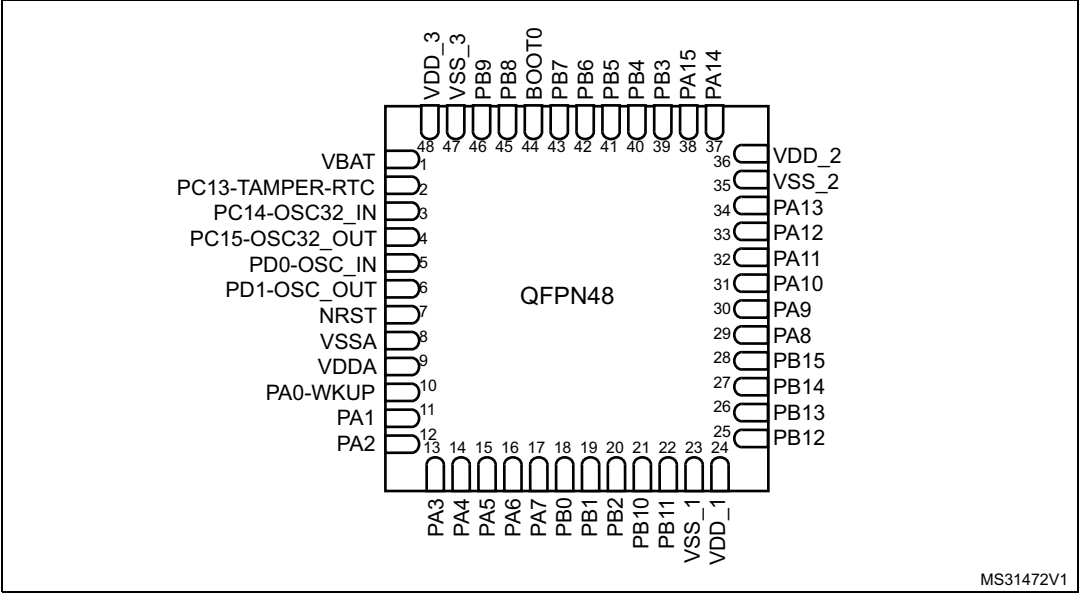 VDD_3
VSS_3
PB9
PB8
BOOT0
PB7
PB6
PB5
PB4
PB3
PA15
PA14
48 47 46 45 44 43 42 41 40 39 38 37
VBAT 1
PC13-TAMPER-RTC 2
PC14-OSC32_IN 3
PC15-OSC32_OUT 4
PD0-OSC_IN 5
PD1-OSC_OUT 6
NRST 7
VSSA 8
VDDA 9
PA0-WKUP 10
PA1 11
PA2 12
QFPN48
36 VDD_2
35 VSS_2
34 PA13
33 PA12
32 PA11
31 PA10
30 PA9
29 PA8
28 PB15
27 PB14
26 PB13
25 PB12
13 14 15 16 17 18 19 20 21 22 23 24
PA3
PA4
PA5
PA6
PA7
PB0
PB1
PB2
PB10
PB11
VSS_1
VDD_1
MS31472V1